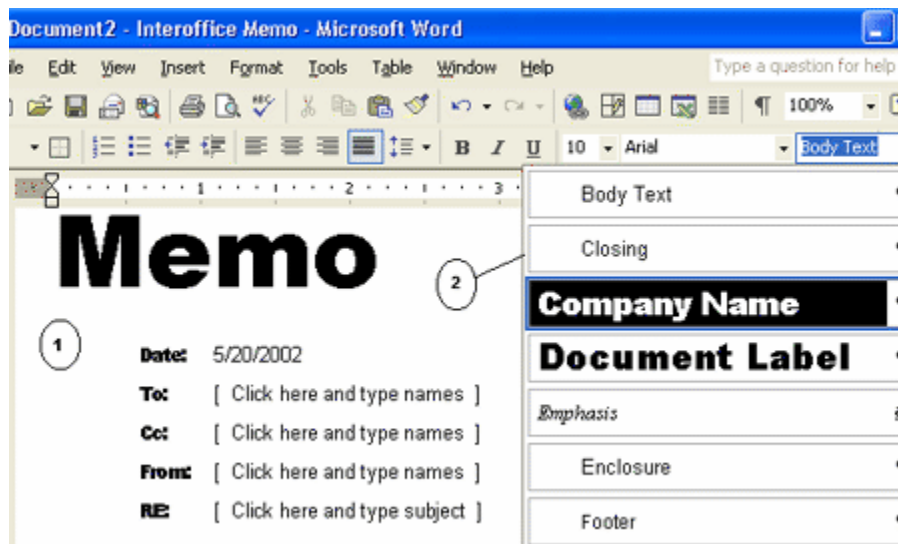 Document2 - Interoffice Memo - Microsoft Word
le Edit View Insert Format Tools Table Window Help Type a question for help
100%
B I U 10 Arial Body Text
1 2 3
Memo
1
Date: 5/20/2002
To: [ Click here and type names ]
Cc: [ Click here and type names ]
From: [ Click here and type names ]
RE: [ Click here and type subject ]
2
Body Text
Closing
Company Name
Document Label
Emphasis
Enclosure
Footer